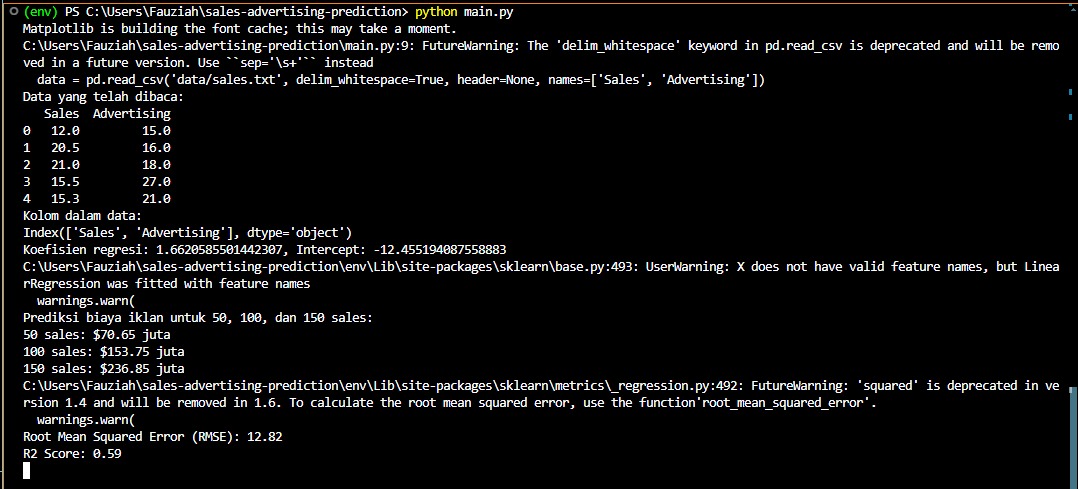 (env) PS C:\Users\Fauziah\sales-advertising-prediction> python main.py
Matplotlib is building the font cache; this may take a moment.
C:\Users\Fauziah\sales-advertising-prediction\main.py:9: FutureWarning: The 'delim_whitespace' keyword in pd.read_csv is deprecated and will be remo
ved in a future version. Use ``sep='\s+'`` instead
  data = pd.read_csv('data/sales.txt', delim_whitespace=True, header=None, names=['Sales', 'Advertising'])
Data yang telah dibaca:
   Sales  Advertising
0   12.0         15.0
1   20.5         16.0
2   21.0         18.0
3   15.5         27.0
4   15.3         21.0
Kolom dalam data:
Index(['Sales', 'Advertising'], dtype='object')
Koefisien regresi: 1.6620585501442307, Intercept: -12.455194087558883
C:\Users\Fauziah\sales-advertising-prediction\env\Lib\site-packages\sklearn\base.py:493: UserWarning: X does not have valid feature names, but Linea
rRegression was fitted with feature names
  warnings.warn(
Prediksi biaya iklan untuk 50, 100, dan 150 sales:
50 sales: $70.65 juta
100 sales: $153.75 juta
150 sales: $236.85 juta
C:\Users\Fauziah\sales-advertising-prediction\env\Lib\site-packages\sklearn\metrics\_regression.py:492: FutureWarning: 'squared' is deprecated in ve
rsion 1.4 and will be removed in 1.6. To calculate the root mean squared error, use the function'root_mean_squared_error'.
  warnings.warn(
Root Mean Squared Error (RMSE): 12.82
R2 Score: 0.59